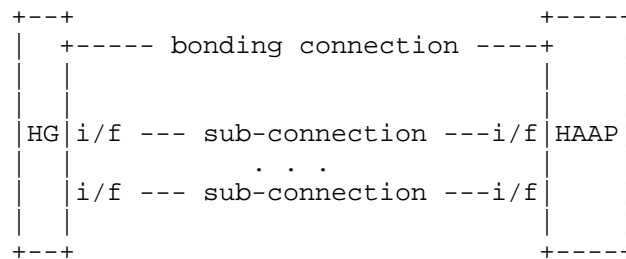 bonding connection
HG i/f --- sub-connection ---i/f HAAP
. . .
i/f --- sub-connection ---i/f